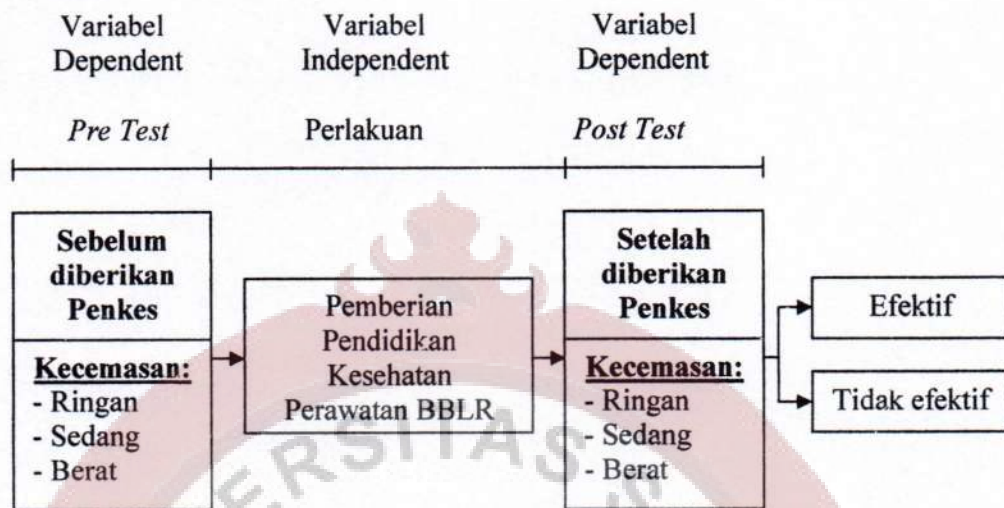 Variabel
Dependent
Variabel
Independent
Variabel
Dependent
Pre Test
Perlakuan
Post Test
Sebelum
diberikan
Penkes
Kecemasan:
- Ringan
- Sedang
- Berat
Pemberian
Pendidikan
Kesehatan
Perawatan BBLR
Setelah
diberikan
Penkes
Kecemasan:
- Ringan
- Sedang
- Berat
Efektif
Tidak efektif